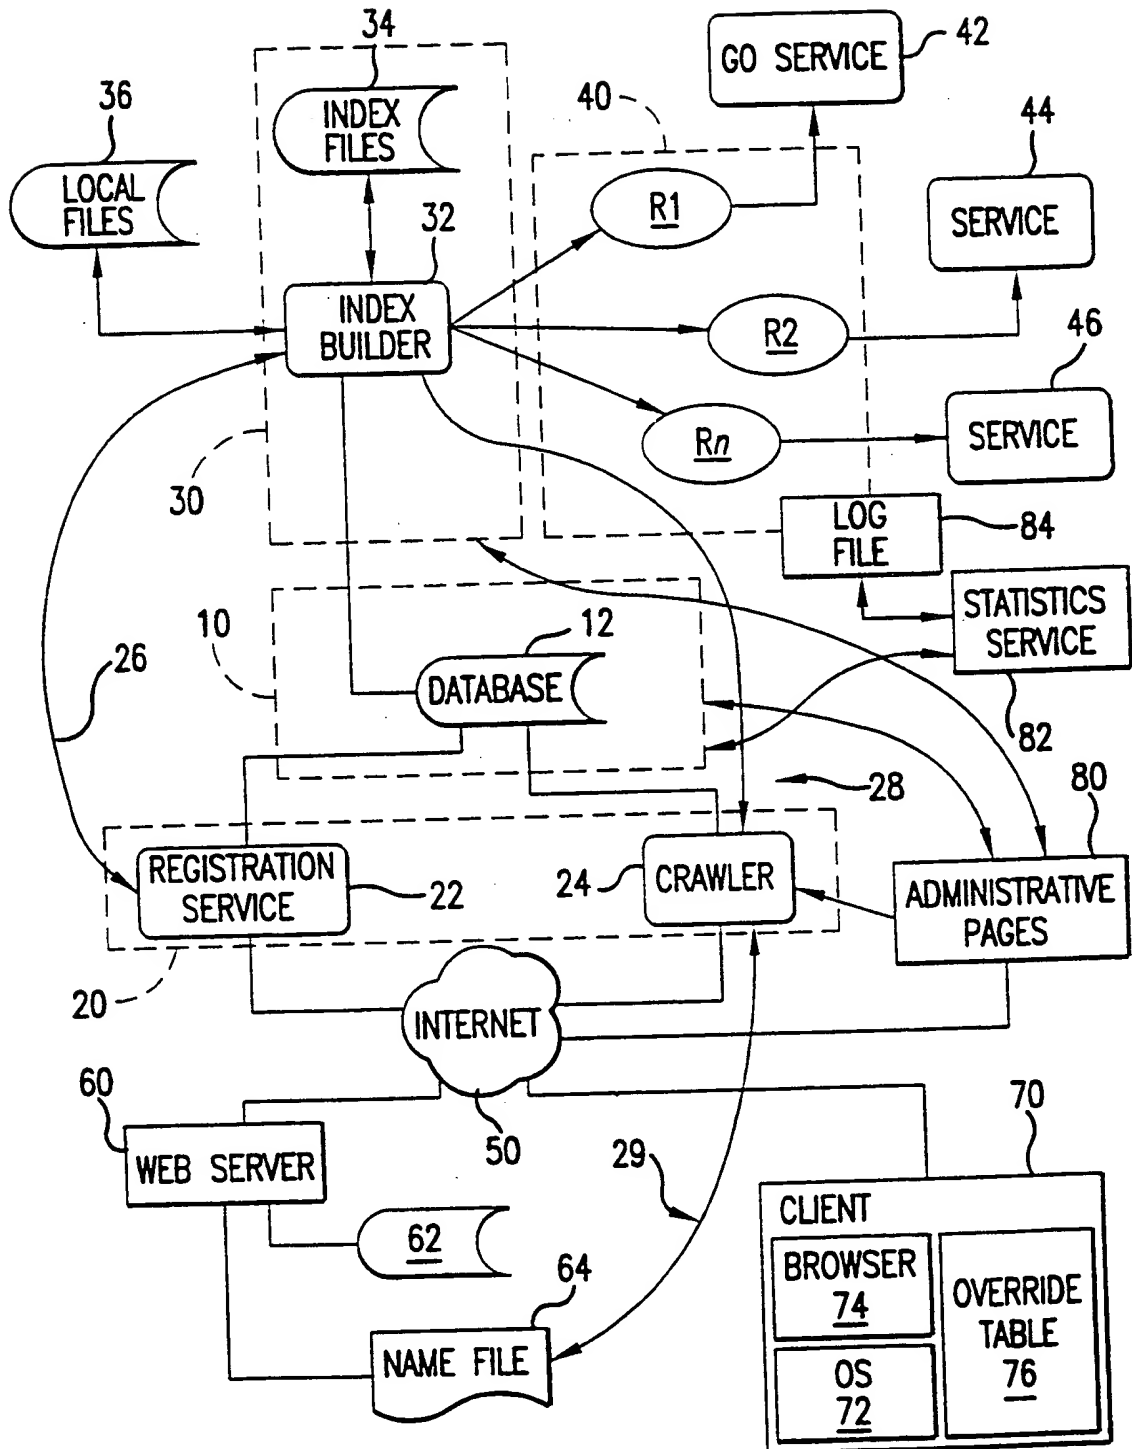 34
42
GO SERVICE
36
INDEX
FILES
40
44
LOCAL
FILES
R1
SERVICE
32
INDEX
BUILDER
R2
46
Rn
SERVICE
30
LOG
FILE
84
STATISTICS
SERVICE
10
12
26
DATABASE
82
28
80
REGISTRATION
SERVICE
22
24
CRAWLER
ADMINISTRATIVE
PAGES
20
INTERNET
60
50
70
WEB SERVER
29
CLIENT
62
BROWSER
74
OVERRIDE
TABLE
76
64
NAME FILE
OS
72